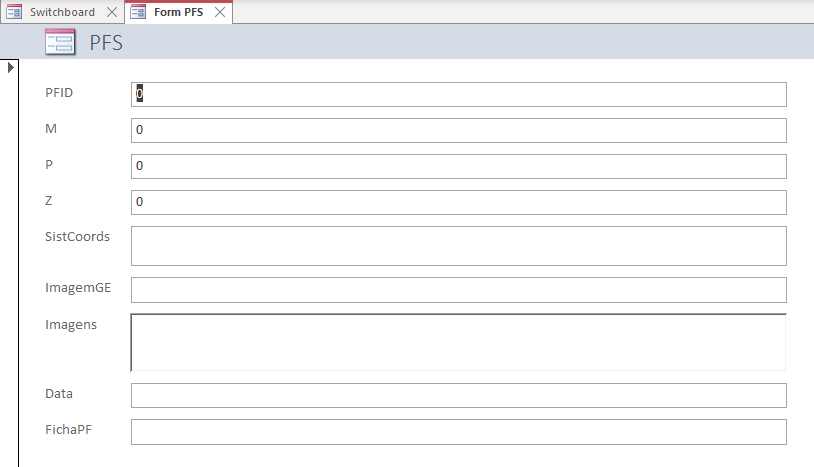 Switchboard
Form PFS
PFS
PFID 0
M 0
P 0
Z 0
SistCoords
ImagemGE
Imagens
Data
FichaPF